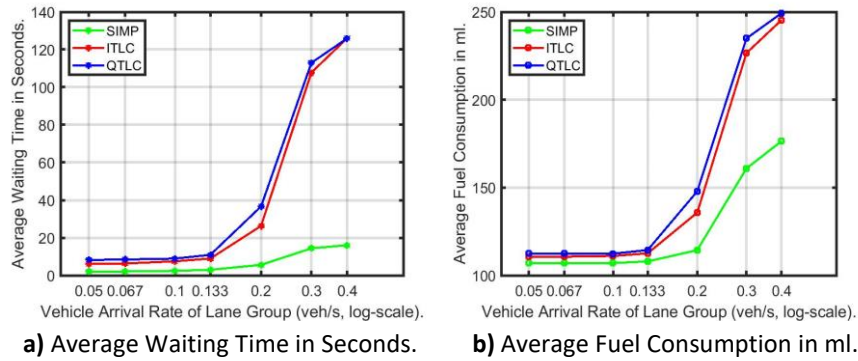 140
120
100
80
60
40
20
0
Average Waiting Time in Seconds.
SIMP
ITLC
QTLC
0.05 0.067 0.1 0.133 0.2 0.3 0.4
Vehicle Arrival Rate of Lane Group (veh/s, log-scale).
a) Average Waiting Time in Seconds.
250
200
150
100
Average Fuel Consumption in ml.
SIMP
ITLC
QTLC
0.05 0.067 0.1 0.133 0.2 0.3 0.4
Vehicle Arrival Rate of Lane Group (veh/s, log-scale).
b) Average Fuel Consumption in ml.